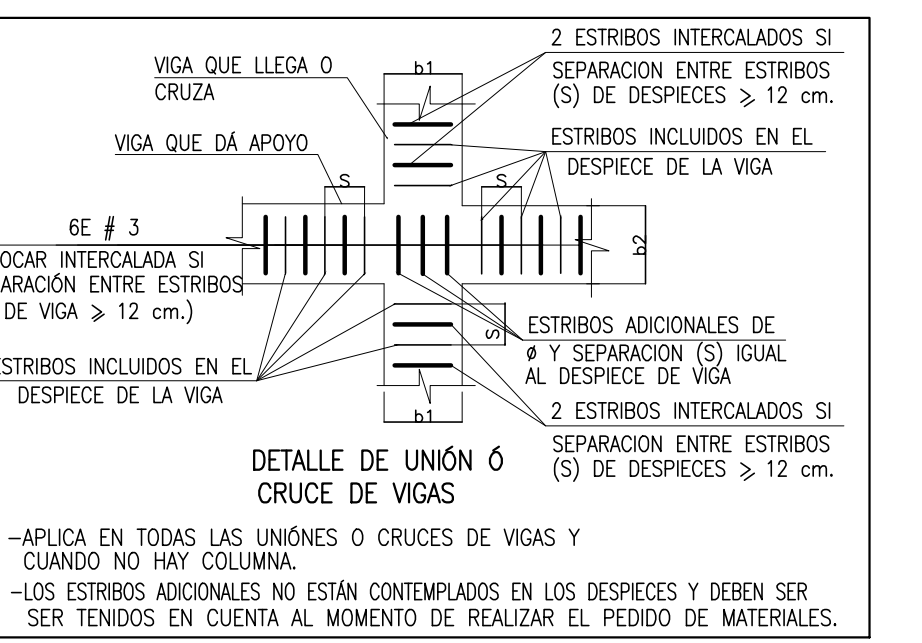 2 ESTRIBOS INTERCALADOS SI
SEPARACION ENTRE ESTRIBOS
(S) DE DESPIECES ⩾ 12 cm.
VIGA QUE LLEGA O
CRUZA
b1
VIGA QUE DÁ APOYO
ESTRIBOS INCLUIDOS EN EL
DESPIECE DE LA VIGA
S
S
6E # 3
OCAR INTERCALADA SI
PARACIÓN ENTRE ESTRIBOS
DE VIGA ⩾ 12 cm.)
b2
S
ESTRIBOS ADICIONALES DE
ø Y SEPARACION (S) IGUAL
AL DESPIECE DE VIGA
ESTRIBOS INCLUIDOS EN EL
DESPIECE DE LA VIGA
b1
2 ESTRIBOS INTERCALADOS SI
SEPARACION ENTRE ESTRIBOS
(S) DE DESPIECES ⩾ 12 cm.
DETALLE DE UNIÓN Ó
CRUCE DE VIGAS
-APLICA EN TODAS LAS UNIÓNES O CRUCES DE VIGAS Y
CUANDO NO HAY COLUMNA.
-LOS ESTRIBOS ADICIONALES NO ESTÁN CONTEMPLADOS EN LOS DESPIECES Y DEBEN SER
SER TENIDOS EN CUENTA AL MOMENTO DE REALIZAR EL PEDIDO DE MATERIALES.